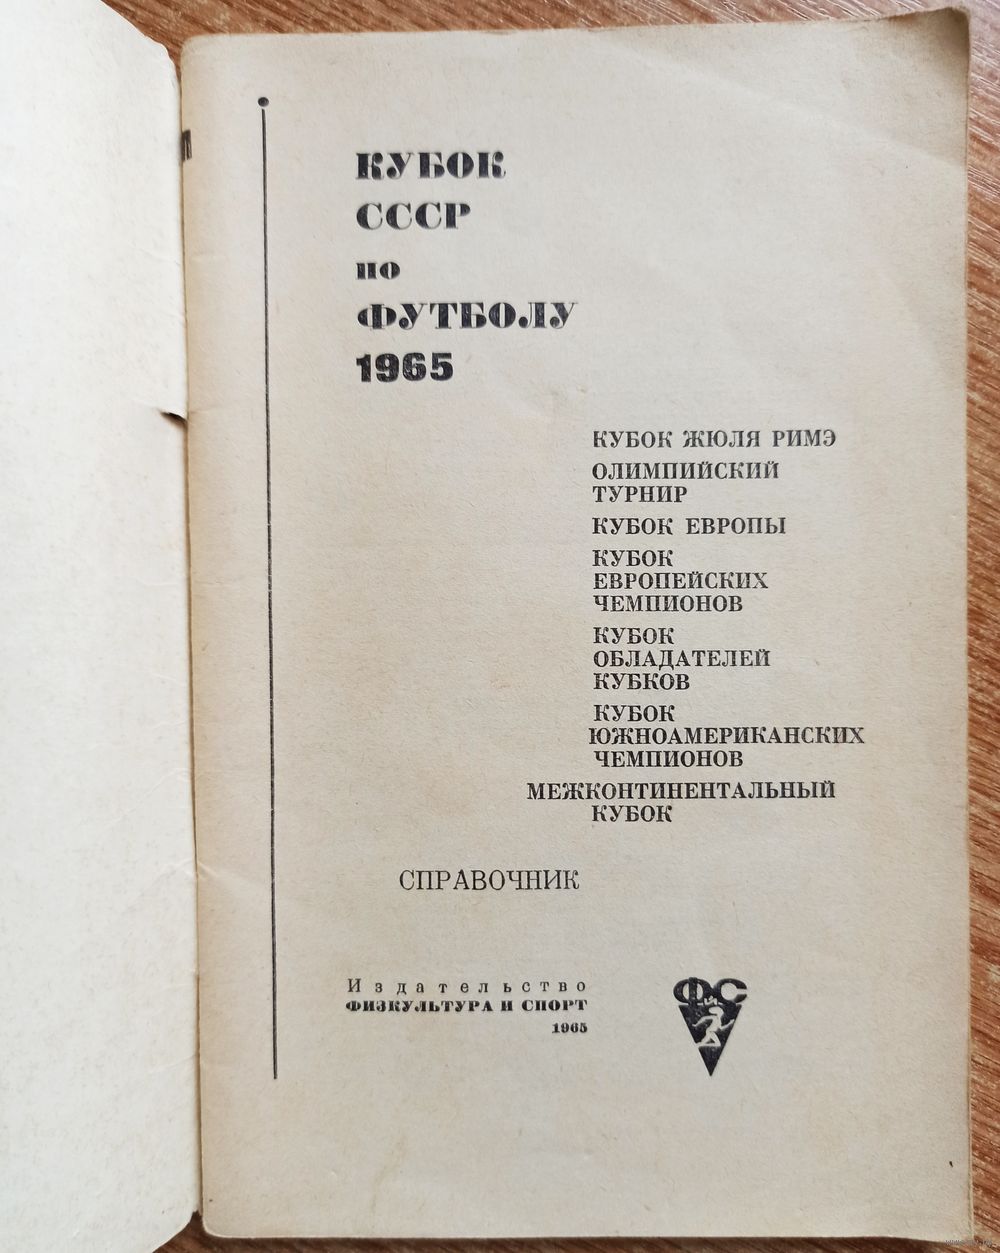 КУБОК
СССР
по
ФУТБОЛУ
1965
КУБОК ЖЮЛЯ РИМЭ
ОЛИМПИЙСКИЙ
ТУРНИР
КУБОК ЕВРОПЫ
КУБОК
ЕВРОПЕЙСКИХ
ЧЕМПИОНОВ
КУБОК
ОБЛАДАТЕЛЕЙ
КУБКОВ
КУБОК
ЮЖНОАМЕРИКАНСКИХ
ЧЕМПИОНОВ
МЕЖКОНТИНЕНТАЛЬНЫЙ
КУБОК
СПРАВОЧНИК
Издательство
ФИЗКУЛЬТУРА И СПОРТ
1965
ФиС